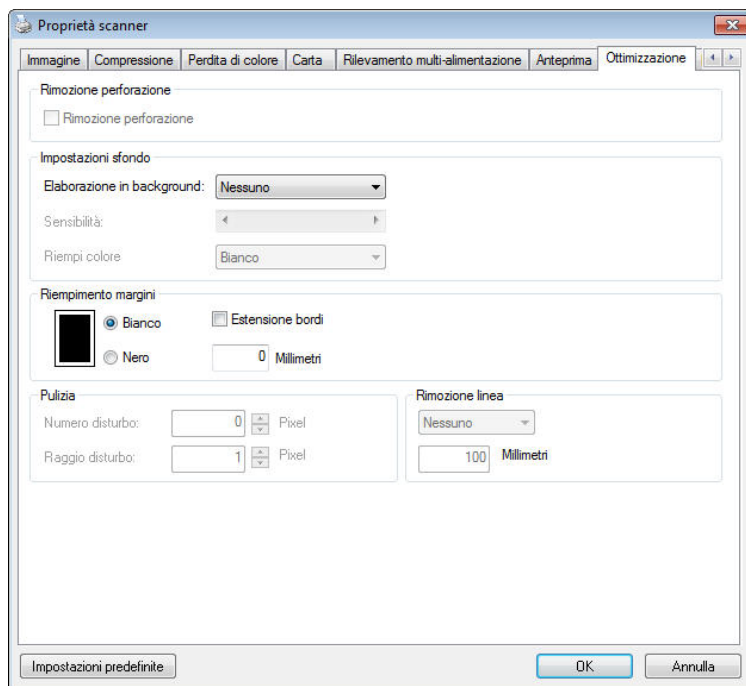 Proprietà scanner
Immagine Compressione Perdita di colore Carta Rilevamento multi-alimentazione Anteprima Ottimizzazione
Rimozione perforazione
Rimozione perforazione
Impostazioni sfondo
Elaborazione in background: Nessuno
Sensibilità:
Riempi colore Bianco
Riempimento margini
Bianco Estensione bordi
Nero 0 Millimetri
Pulizia Rimozione linea
Numero disturbo: 0 Pixel Nessuno
Raggio disturbo: 1 Pixel 100 Millimetri
Impostazioni predefinite OK Annulla